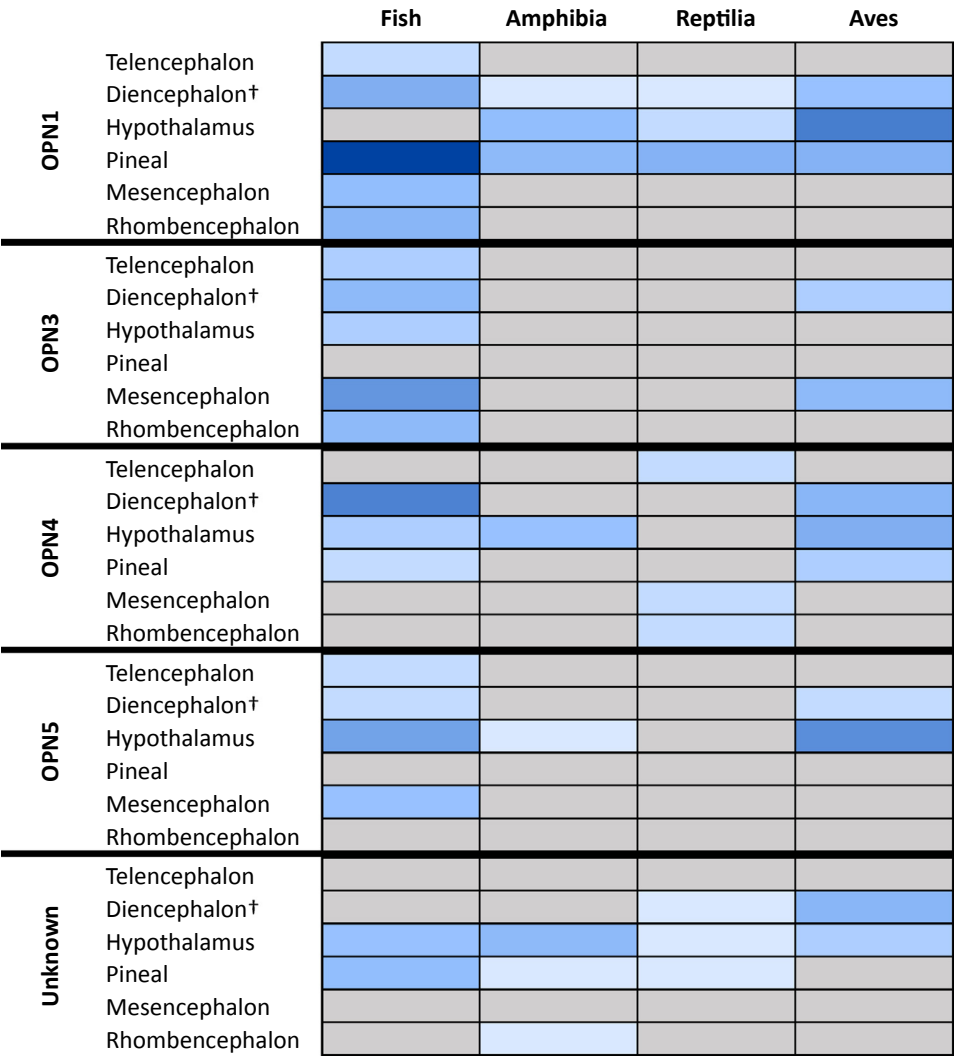 Fish Amphibia Reptilia Aves
OPN1
Telencephalon
Diencephalon†
Hypothalamus
Pineal
Mesencephalon
Rhombencephalon
OPN3
Telencephalon
Diencephalon†
Hypothalamus
Pineal
Mesencephalon
Rhombencephalon
OPN4
Telencephalon
Diencephalon†
Hypothalamus
Pineal
Mesencephalon
Rhombencephalon
OPN5
Telencephalon
Diencephalon†
Hypothalamus
Pineal
Mesencephalon
Rhombencephalon
Unknown
Telencephalon
Diencephalon†
Hypothalamus
Pineal
Mesencephalon
Rhombencephalon